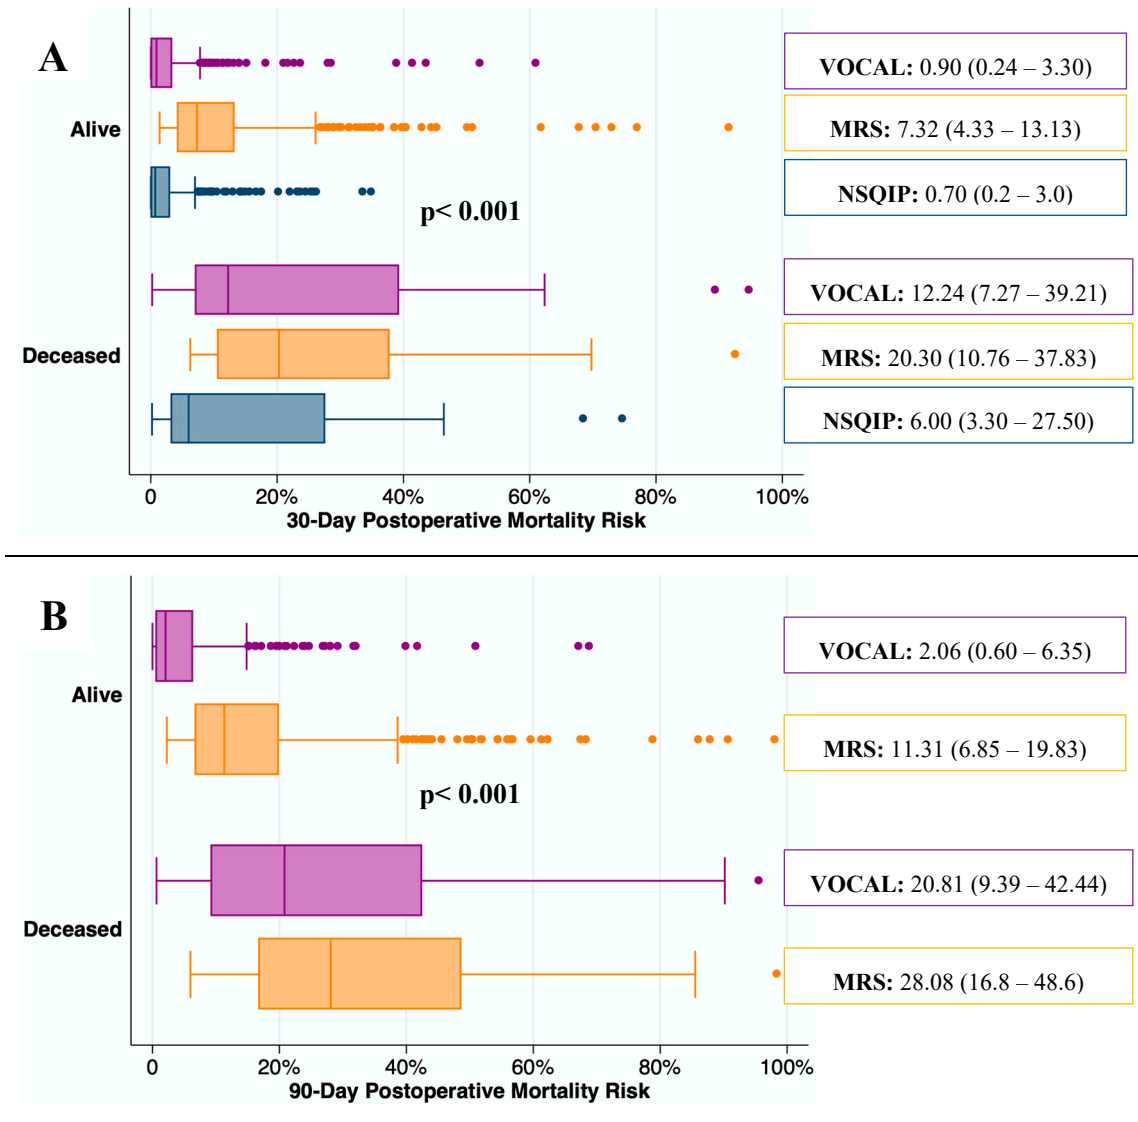 A
VOCAL: 0.90 (0.24 – 3.30)
Alive
MRS: 7.32 (4.33 – 13.13)
NSQIP: 0.70 (0.2 – 3.0)
p< 0.001
VOCAL: 12.24 (7.27 – 39.21)
Deceased
MRS: 20.30 (10.76 – 37.83)
NSQIP: 6.00 (3.30 – 27.50)
0 20% 40% 60% 80% 100%
30-Day Postoperative Mortality Risk
B
VOCAL: 2.06 (0.60 – 6.35)
Alive
MRS: 11.31 (6.85 – 19.83)
p< 0.001
VOCAL: 20.81 (9.39 – 42.44)
Deceased
MRS: 28.08 (16.8 – 48.6)
0 20% 40% 60% 80% 100%
90-Day Postoperative Mortality Risk